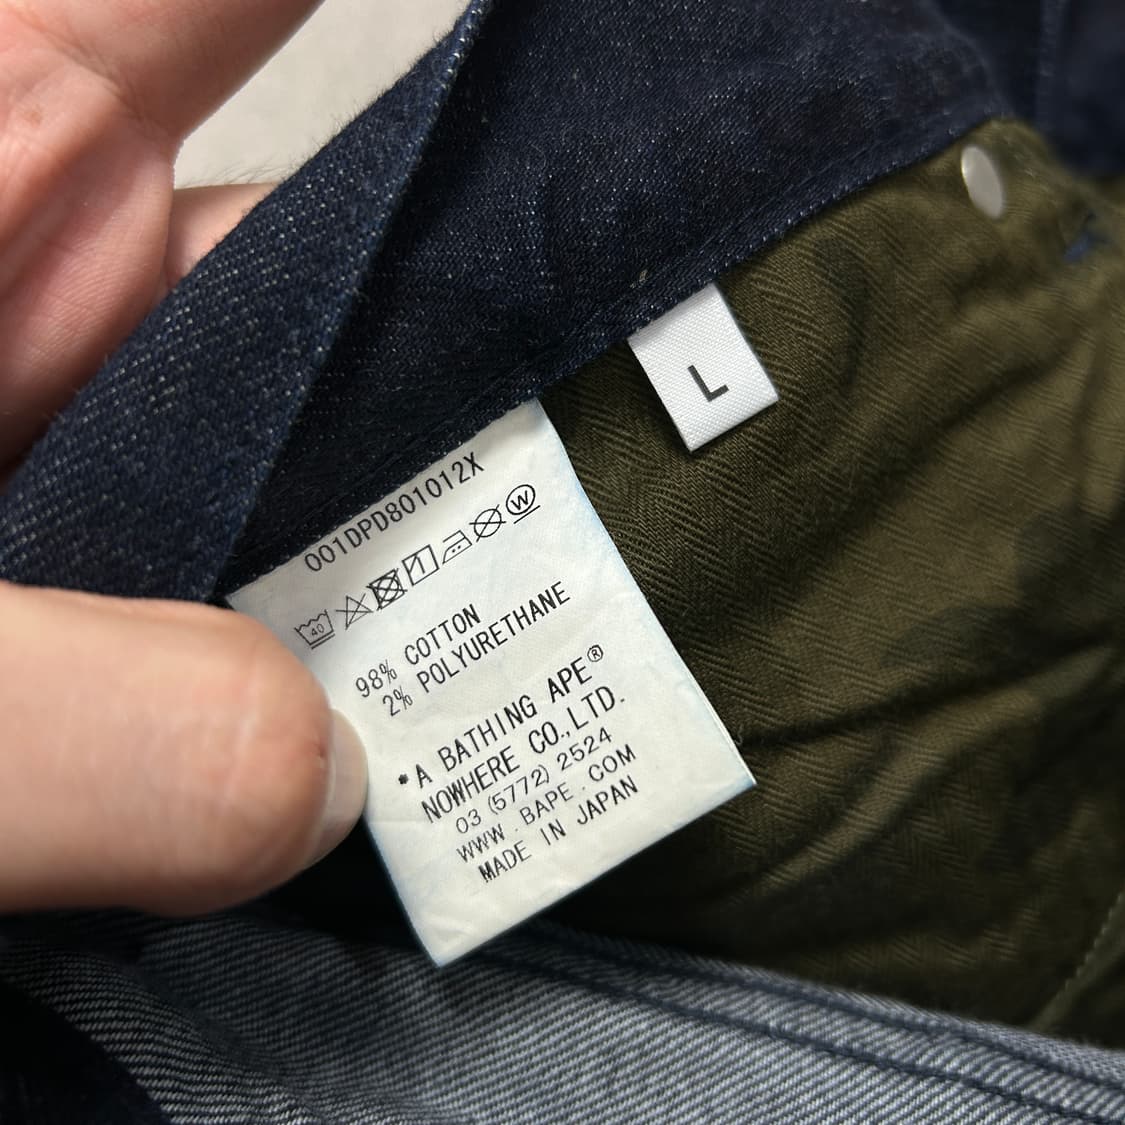 L
001DPD801012X
40 W
98% COTTON
2% POLYURETHANE
•A BATHING APE®
NOWHERE CO.,LTD.
03 (5772) 2524
WWW.BAPE.COM
MADE IN JAPAN